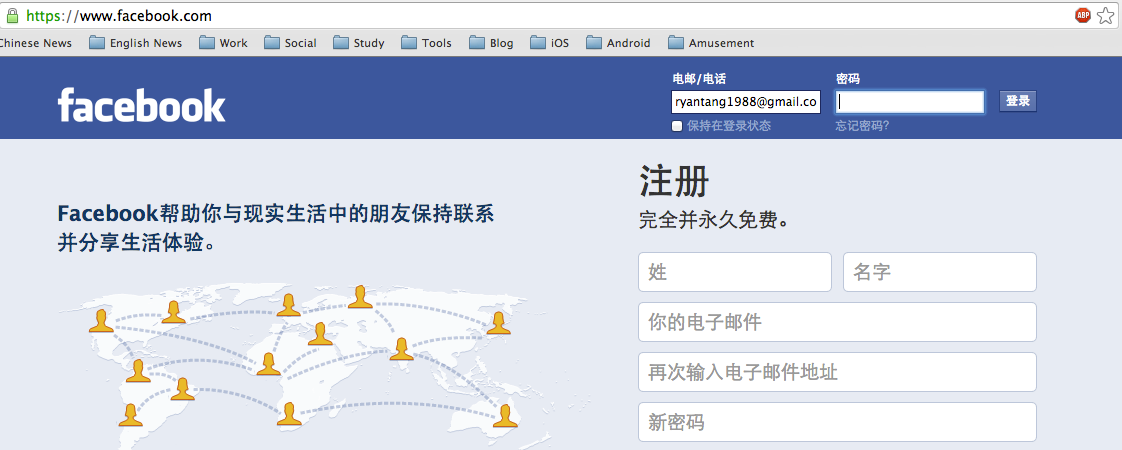 https://www.facebook.com
ABP
Chinese News English News Work Social Study Tools Blog iOS Android Amusement
facebook
电邮/电话 密码
ryantang1988@gmail.co
登录
保持在登录状态 忘记密码?
Facebook帮助你与现实生活中的朋友保持联系
并分享生活体验。
注册
完全并永久免费。
姓 名字
你的电子邮件
再次输入电子邮件地址
新密码